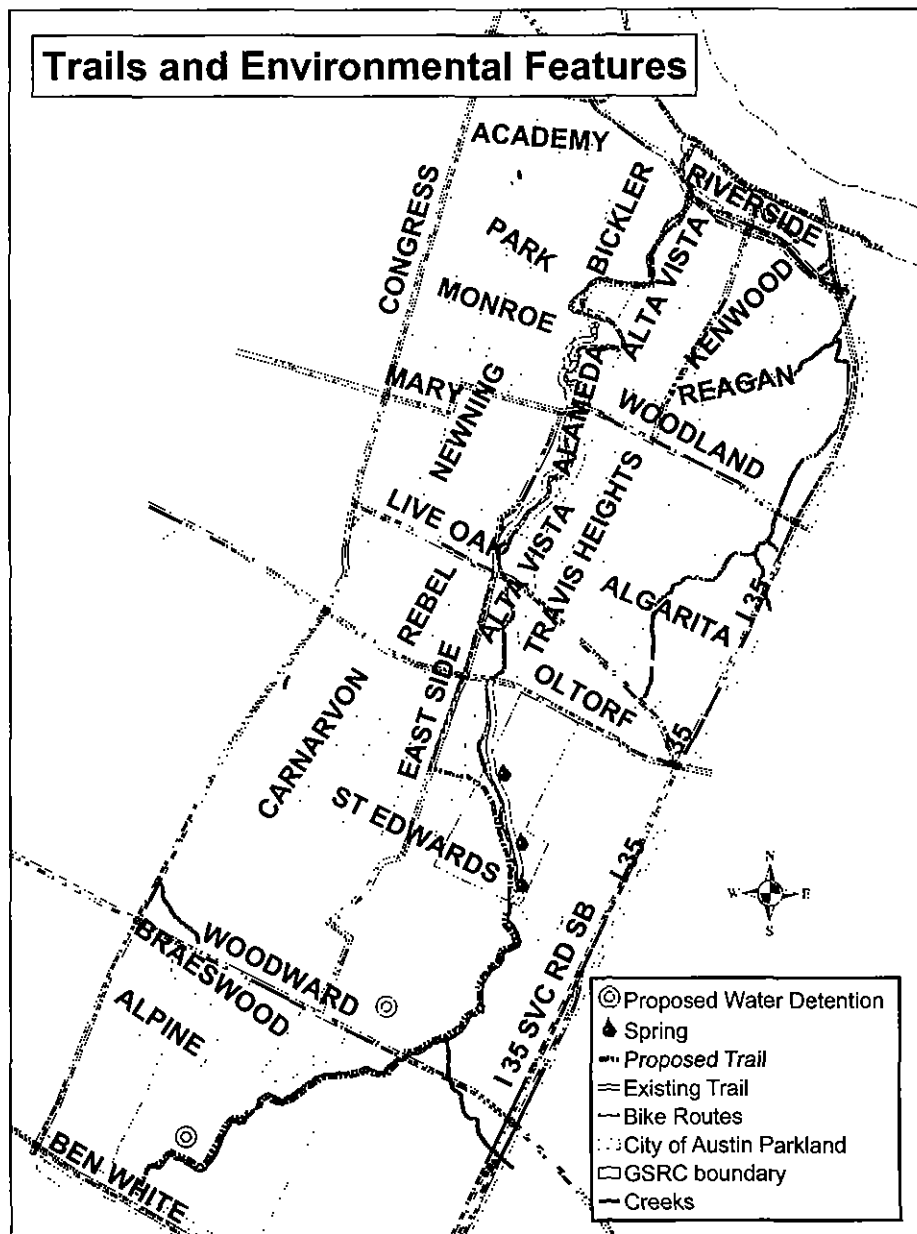 Trails and Environmental Features
ACADEMY
CONGRESS
PARK
BICKLER
RIVERSIDE
MONROE
ALTA VISTA
KENWOOD
MARY
NEWNING
ALAMEDA
REAGAN
WOODLAND
LIVE OAK
ALTA VISTA
TRAVIS HEIGHTS
REBEL
ALGARITA
I 35
EAST SIDE
OLTORF
CARNARVON
35
ST EDWARDS
I 35
WOODWARD
BRAESWOOD
ALPINE
I 35 SVC RD SB
BEN WHITE
N
W E
S
Proposed Water Detention
Spring
Proposed Trail
Existing Trail
Bike Routes
City of Austin Parkland
GSRC boundary
Creeks